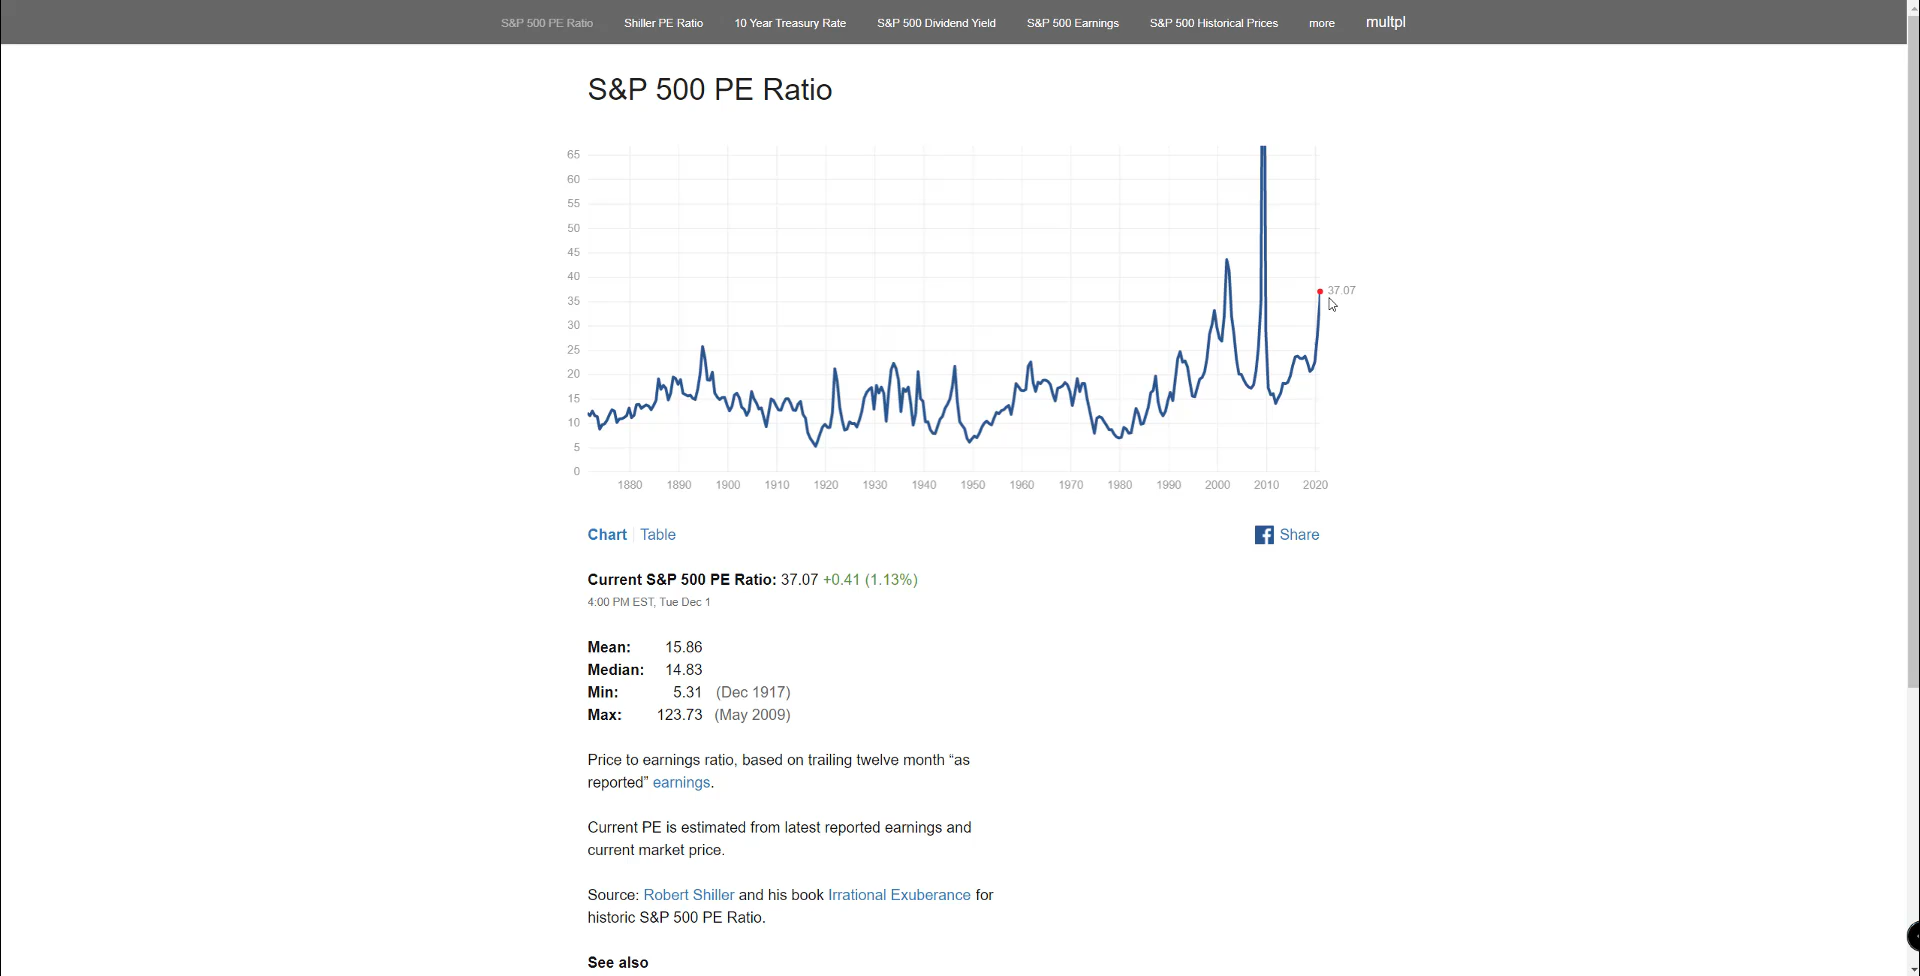 S&P 500 PE Ratio Shiller PE Ratio 10 Year Treasury Rate S&P 500 Dividend Yield S&P 500 Earnings S&P 500 Historical Prices more multpl
S&P 500 PE Ratio
65
60
55
50
45
40
35
30
25
20
15
10
5
0
37.07
1880 1890 1900 1910 1920 1930 1940 1950 1960 1970 1980 1990 2000 2010 2020
Chart Table
Share
Current S&P 500 PE Ratio: 37.07 +0.41 (1.13%)
4:00 PM EST, Tue Dec 1
Mean: 15.86
Median: 14.83
Min: 5.31 (Dec 1917)
Max: 123.73 (May 2009)
Price to earnings ratio, based on trailing twelve month “as
reported” earnings.
Current PE is estimated from latest reported earnings and
current market price.
Source: Robert Shiller and his book Irrational Exuberance for
historic S&P 500 PE Ratio.
See also